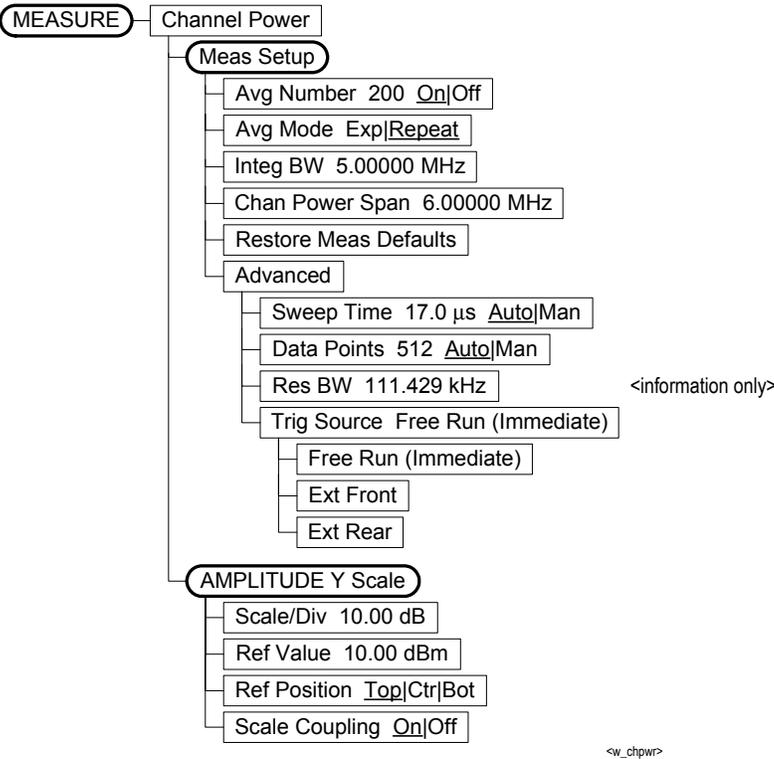 MEASURE
Channel Power
Meas Setup
Avg Number 200 On|Off
Avg Mode Exp|Repeat
Integ BW 5.00000 MHz
Chan Power Span 6.00000 MHz
Restore Meas Defaults
Advanced
Sweep Time 17.0 μs Auto|Man
Data Points 512 Auto|Man
Res BW 111.429 kHz
<information only>
Trig Source Free Run (Immediate)
Free Run (Immediate)
Ext Front
Ext Rear
AMPLITUDE Y Scale
Scale/Div 10.00 dB
Ref Value 10.00 dBm
Ref Position Top|Ctr|Bot
Scale Coupling On|Off
<w_chpwr>